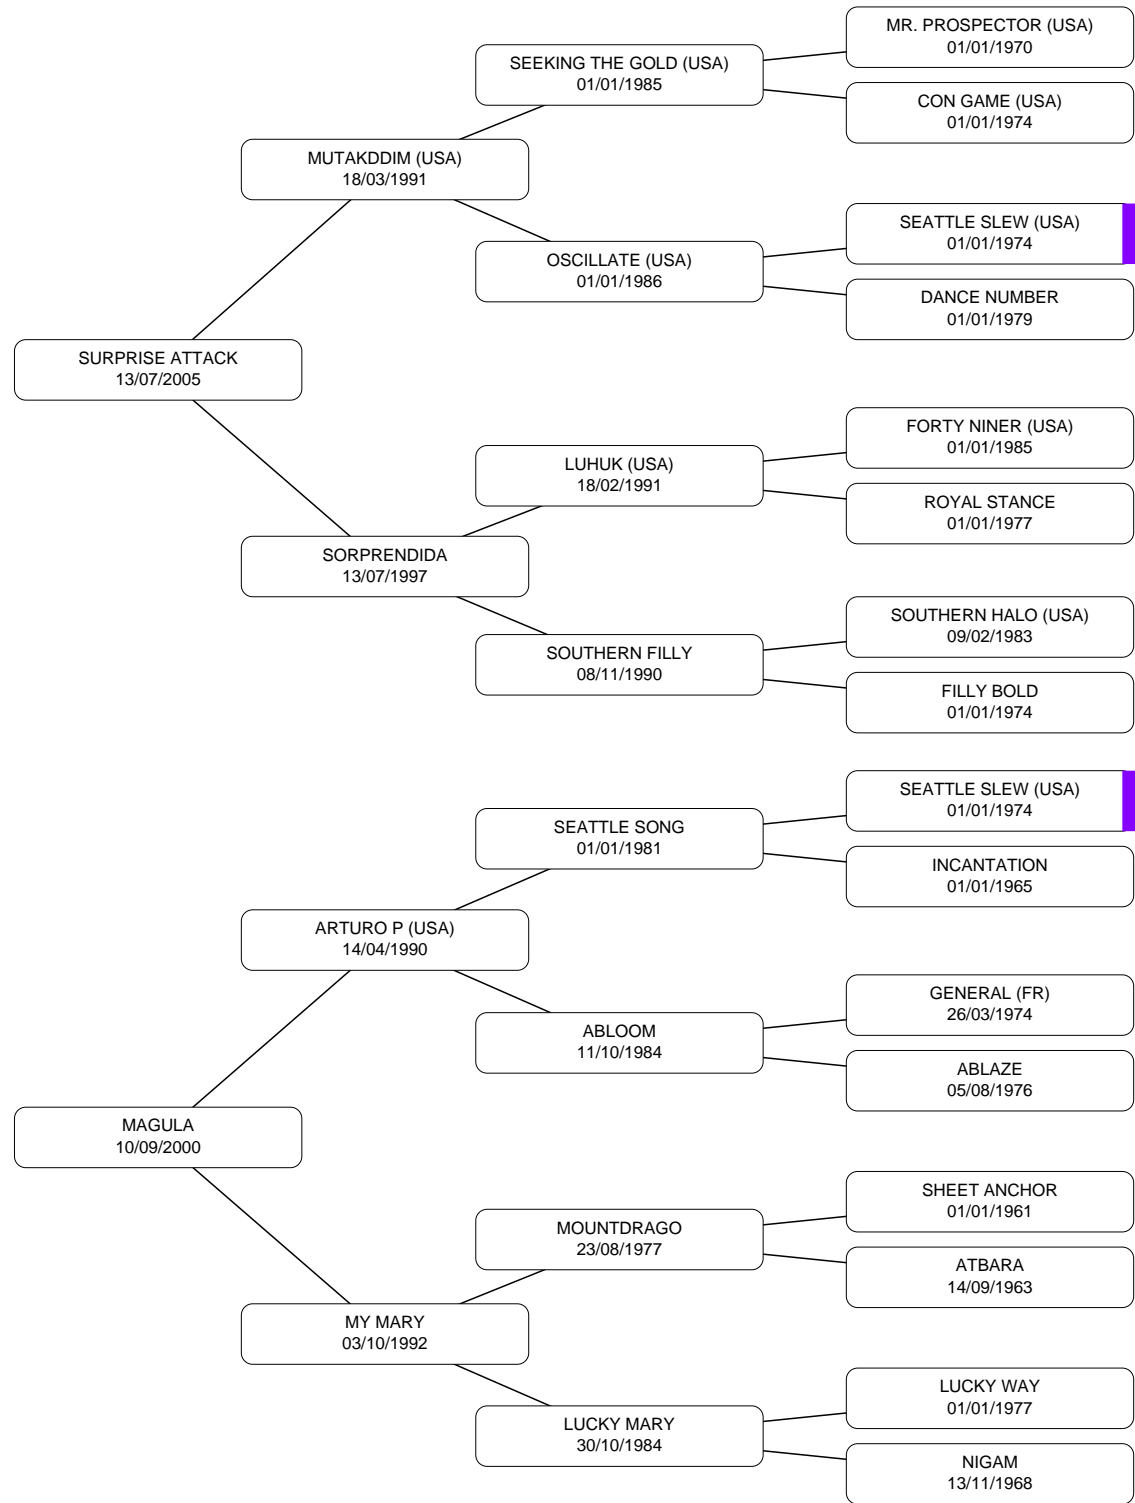 MR. PROSPECTOR (USA)
01/01/1970
SEEKING THE GOLD (USA)
01/01/1985
CON GAME (USA)
01/01/1974
MUTAKDDIM (USA)
18/03/1991
SEATTLE SLEW (USA)
01/01/1974
OSCILLATE (USA)
01/01/1986
DANCE NUMBER
01/01/1979
SURPRISE ATTACK
13/07/2005
FORTY NINER (USA)
01/01/1985
LUHUK (USA)
18/02/1991
ROYAL STANCE
01/01/1977
SORPRENDIDA
13/07/1997
SOUTHERN HALO (USA)
09/02/1983
SOUTHERN FILLY
08/11/1990
FILLY BOLD
01/01/1974
SEATTLE SLEW (USA)
01/01/1974
SEATTLE SONG
01/01/1981
INCANTATION
01/01/1965
ARTURO P (USA)
14/04/1990
GENERAL (FR)
26/03/1974
ABLOOM
11/10/1984
ABLAZE
05/08/1976
MAGULA
10/09/2000
SHEET ANCHOR
01/01/1961
MOUNTDRAGO
23/08/1977
ATBARA
14/09/1963
MY MARY
03/10/1992
LUCKY WAY
01/01/1977
LUCKY MARY
30/10/1984
NIGAM
13/11/1968